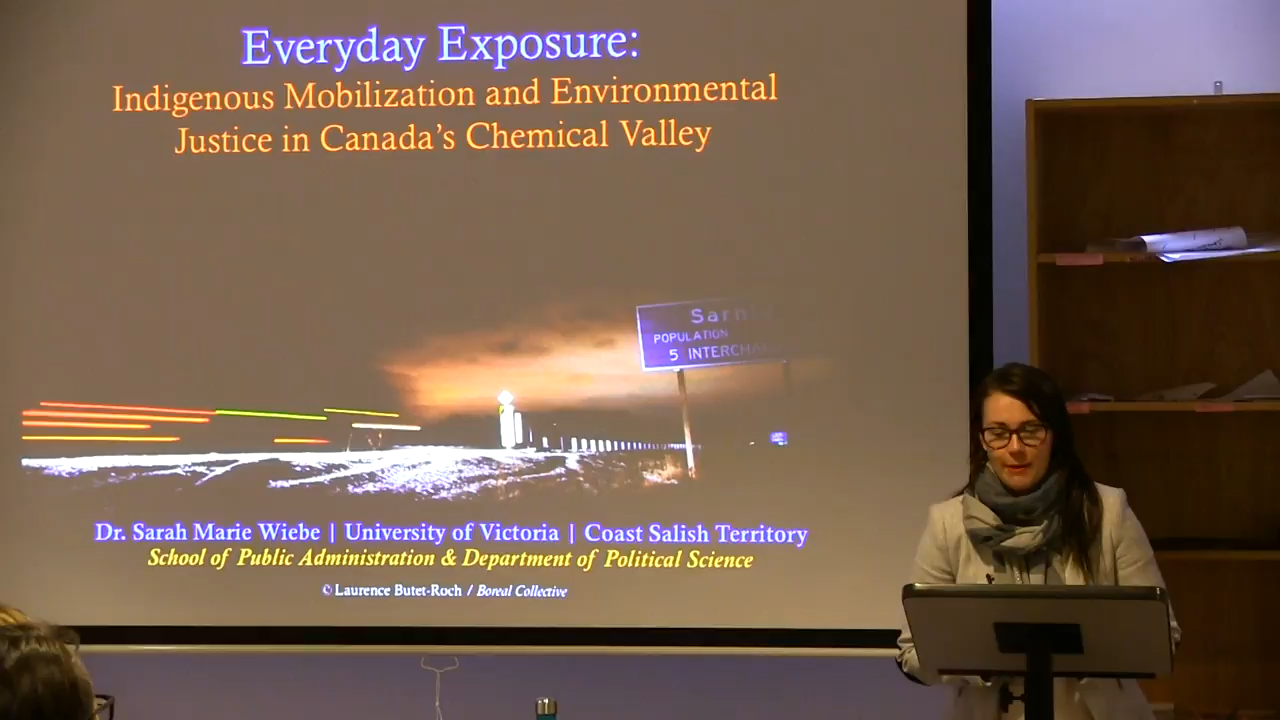 Everyday Exposure:
Indigenous Mobilization and Environmental
Justice in Canada's Chemical Valley
POPULATION
5
Dr. Sarah Marie Wiebe | University of Victoria | Coast Salish Territory
School of Public Administration & Department of Political Science
© Laurence Butet-Roch / Boreal Collective